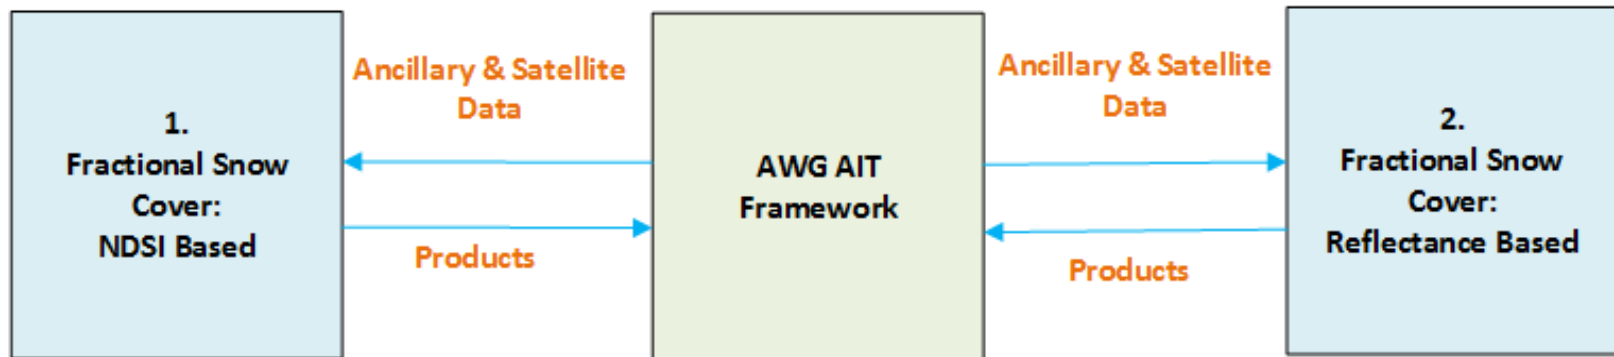 1.
Fractional Snow
Cover:
NDSI Based
Ancillary & Satellite
Data
Products
AWG AIT
Framework
Ancillary & Satellite
Data
Products
2.
Fractional Snow
Cover:
Reflectance Based